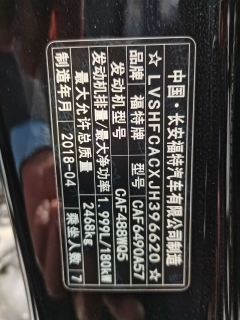 中国·长安福特汽车有限公司制造
☆LVSHFCACXJH396620☆
品牌 福特牌 型号 CAF6490A57
发动机型号 CAF488WQ5
发动机排量/最大净功率 1.999L/180kW
最大允许总质量 2468kg
制造年月 2018-04 乘坐人数 7